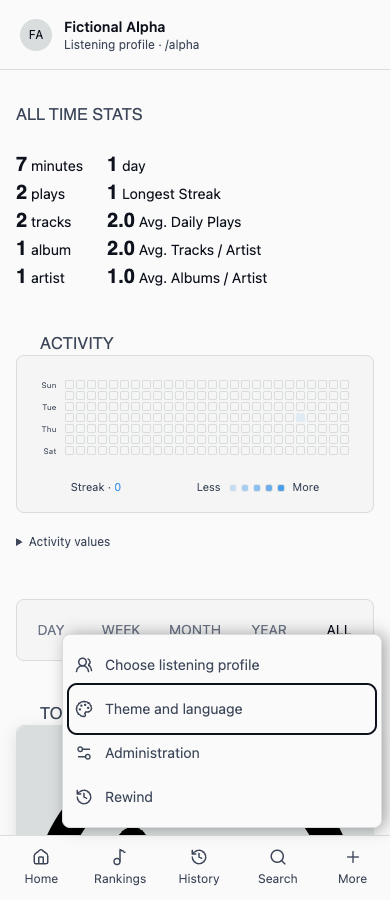 FA
Fictional Alpha
Listening profile · /alpha
ALL TIME STATS
7 minutes
1 day
2 plays
1 Longest Streak
2 tracks
2.0 Avg. Daily Plays
1 album
2.0 Avg. Tracks / Artist
1 artist
1.0 Avg. Albums / Artist
ACTIVITY
Sun
Tue
Thu
Sat
Streak · 0
Less
More
Activity values
DAY WEEK MONTH YEAR ALL
Choose listening profile
TO
Theme and language
Administration
Rewind
Home Rankings History Search More